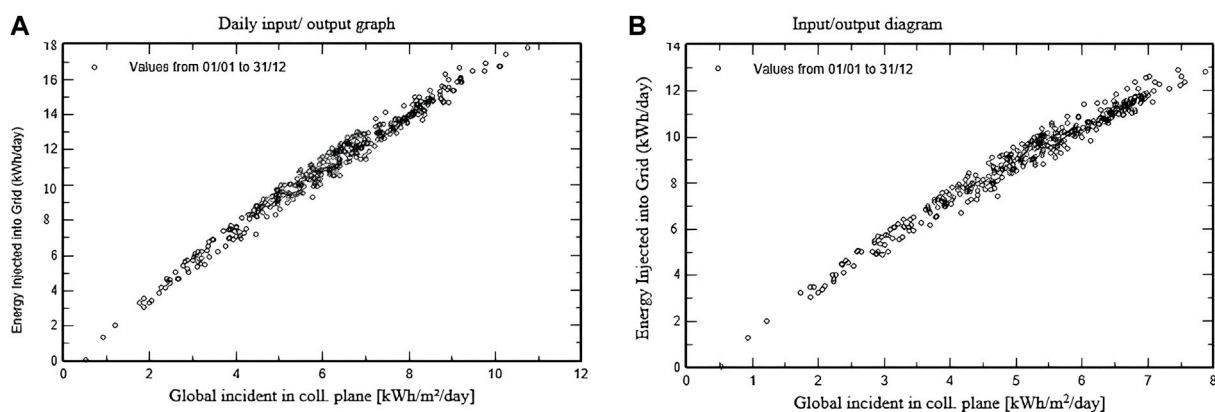 A
Daily input/ output graph
18
16
14
12
10
8
6
4
2
0
Energy Injected into Grid (kWh/day)
Values from 01/01 to 31/12
0 2 4 6 8 10 12
Global incident in coll. plane [kWh/m²/day]
B
Input/output diagram
14
12
10
8
6
4
2
0
Energy Injected into Grid (kWh/day)
Values from 01/01 to 31/12
0 1 2 3 4 5 6 7 8
Global incident in coll. plane [kWh/m²/day]